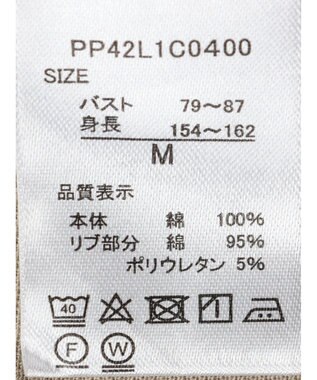 PP42L1C0400
SIZE
バスト 79～87
身長 154～162
M
品質表示
本体 綿 100%
リブ部分 綿 95%
ポリウレタン 5%
40
F W